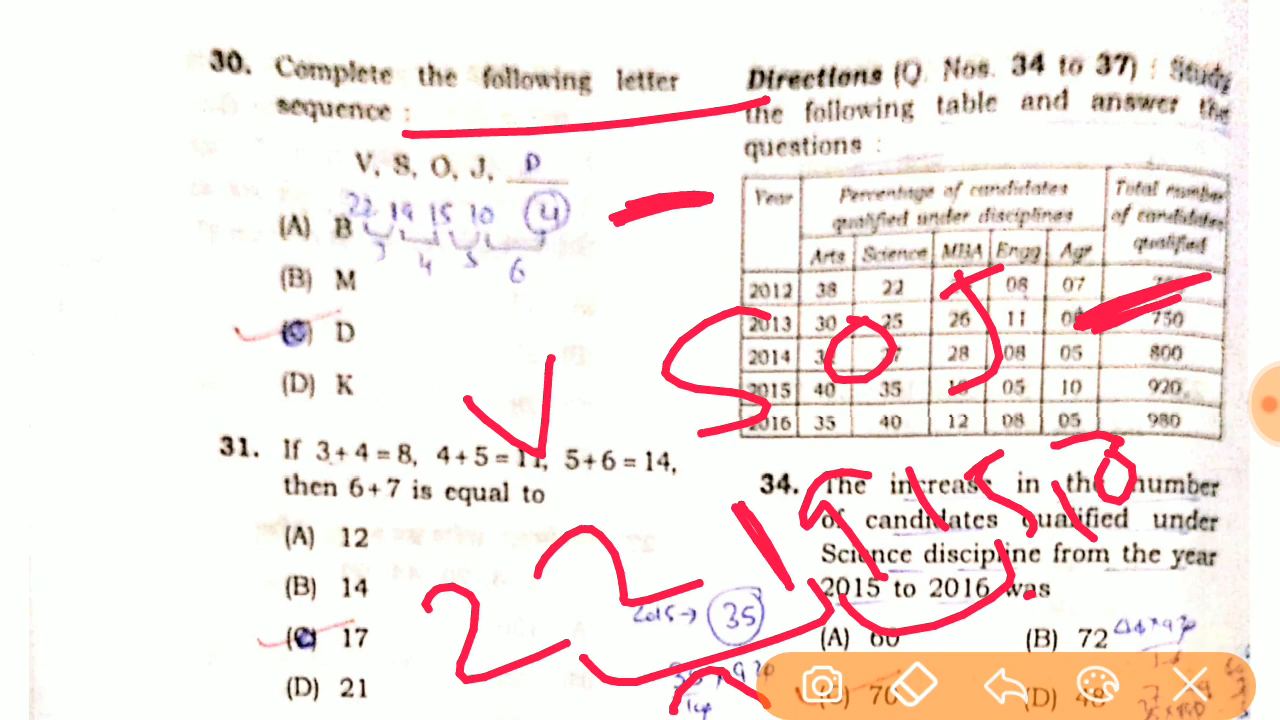 30. Complete the following letter
sequence :
V, S, O, J, D
22 19 15 10 4
(A) B
3 4 5 6
(B) M
(C) D
(D) K
31. If 3+4=8, 4+5=11, 5+6=14,
then 6+7 is equal to
(A) 12
(B) 14
(C) 17
(D) 21
Directions (Q. Nos. 34 to 37) : Study
the following table and answer the
questions :
Year Percentage of candidates qualified under disciplines Total number of candidates qualified
Arts Science MBA Engg Agr
2012 38 22 08 07
2013 30 25 26 11 750
2014 28 08 05 800
2015 40 35 05 10 920
2016 35 40 12 08 05 980
V S O J
22 19 15 10
34. The increase in the number
of candidates qualified under
Science discipline from the year
2015 to 2016 was
2015→ 35
(A) 60 (B) 72
(C) 70 (D) 48